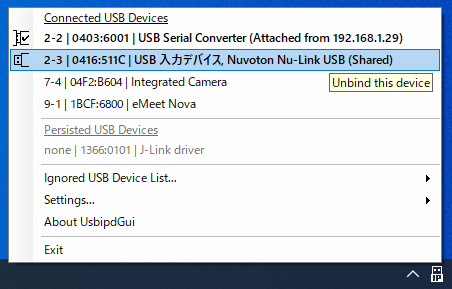 Connected USB Devices
2-2 | 0403:6001 | USB Serial Converter (Attached from 192.168.1.29)
2-3 | 0416:511C | USB 入力デバイス, Nuvoton Nu-Link USB (Shared)
7-4 | 04F2:B604 | Integrated Camera
Unbind this device
9-1 | 1BCF:6800 | eMeet Nova
Persisted USB Devices
none | 1366:0101 | J-Link driver
Ignored USB Device List...
Settings...
About UsbipdGui
Exit